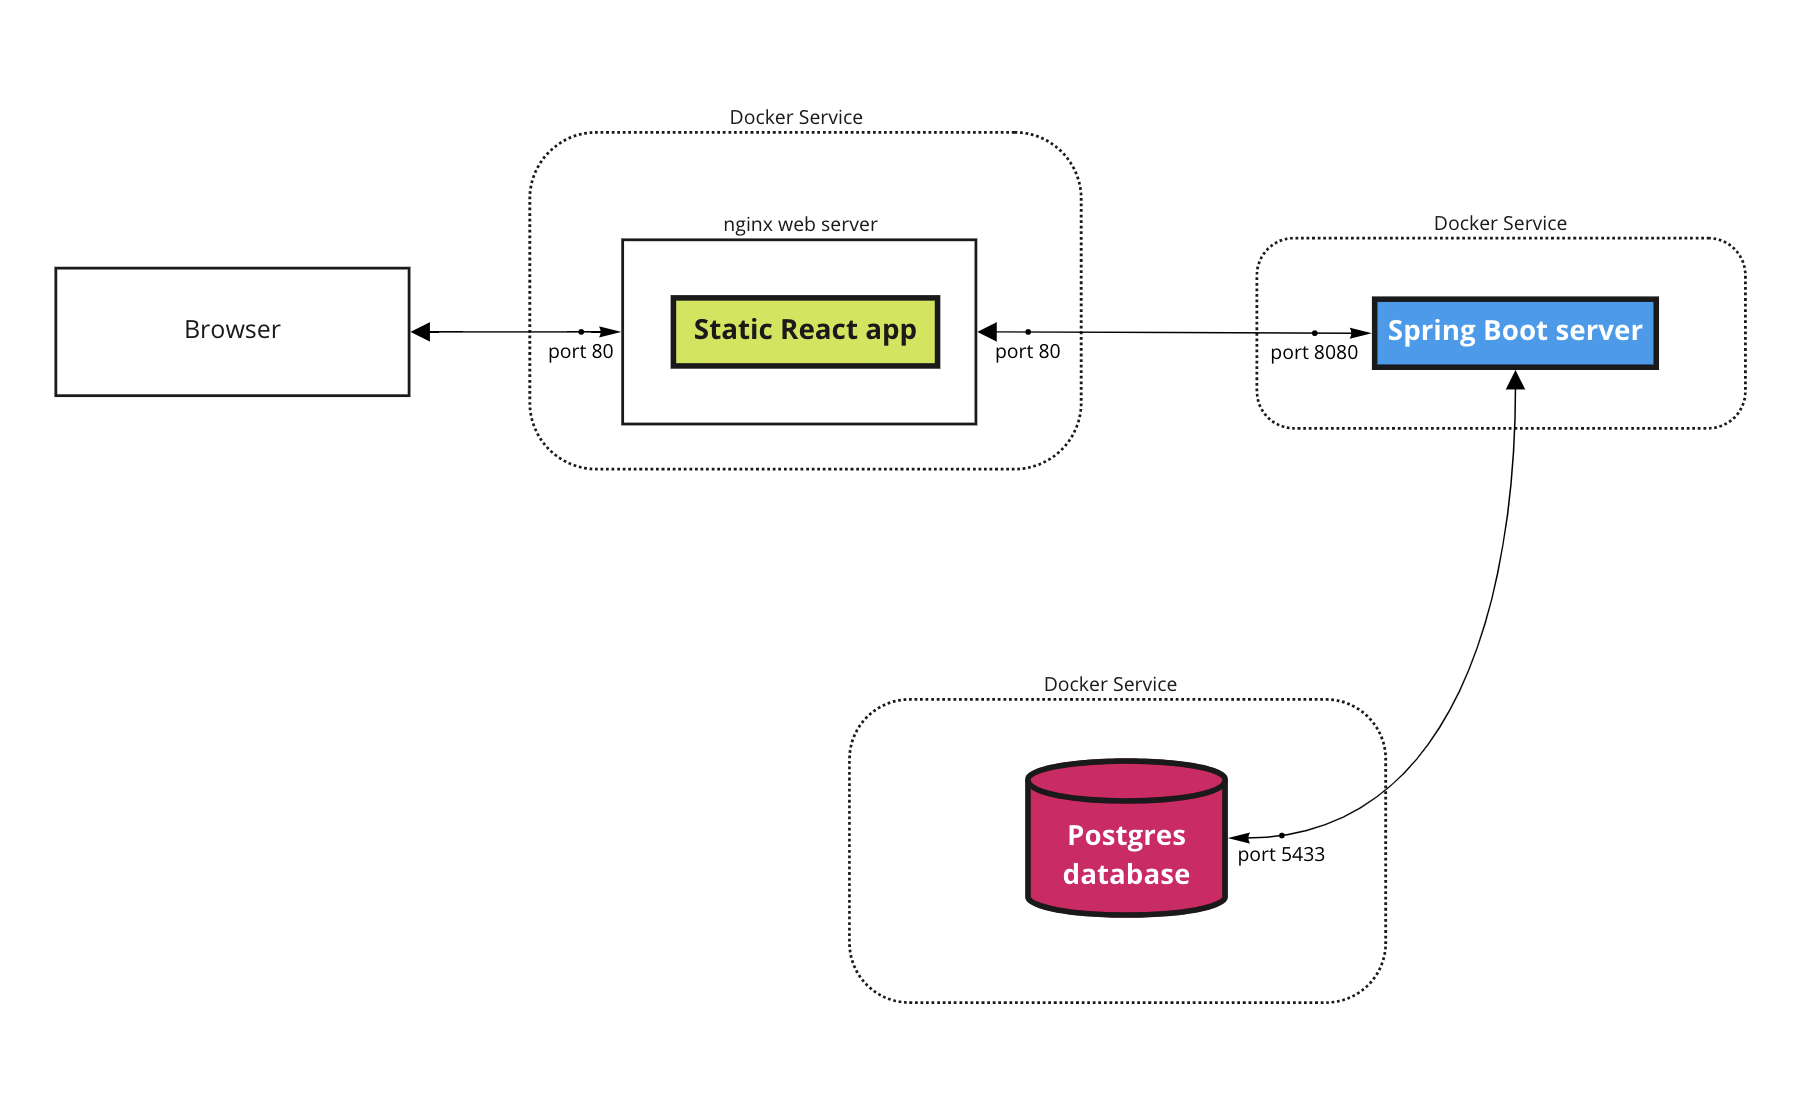 Docker Service
nginx web server
Docker Service
Browser
Static React app
Spring Boot server
port 80
port 80
port 8080
Docker Service
Postgres
database
port 5433